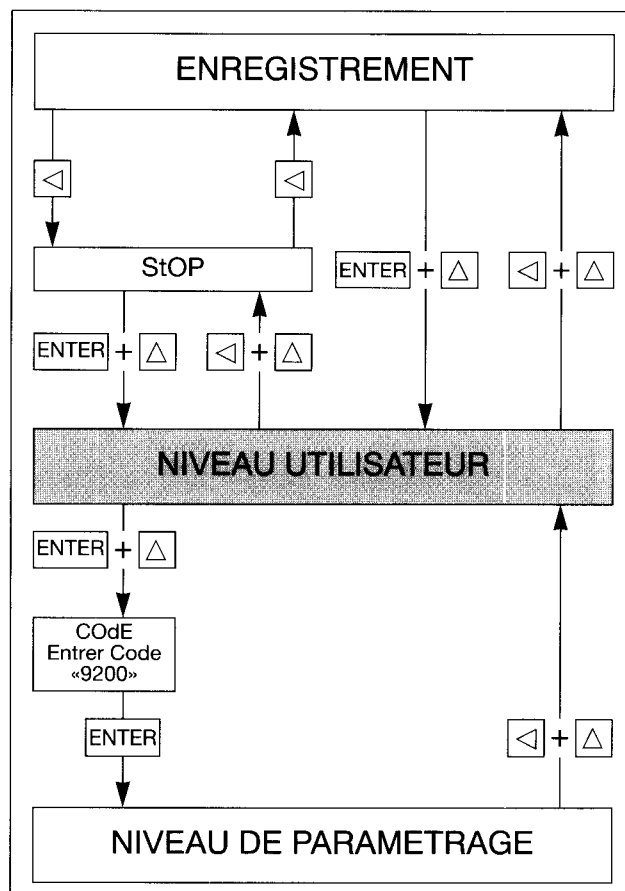 ENREGISTREMENT
◁ ◁
StOP
ENTER + △ ◁ + △
ENTER + △ ◁ + △
NIVEAU UTILISATEUR
ENTER + △
COdE
Entrer Code
«9200»
ENTER
◁ + △
NIVEAU DE PARAMETRAGE